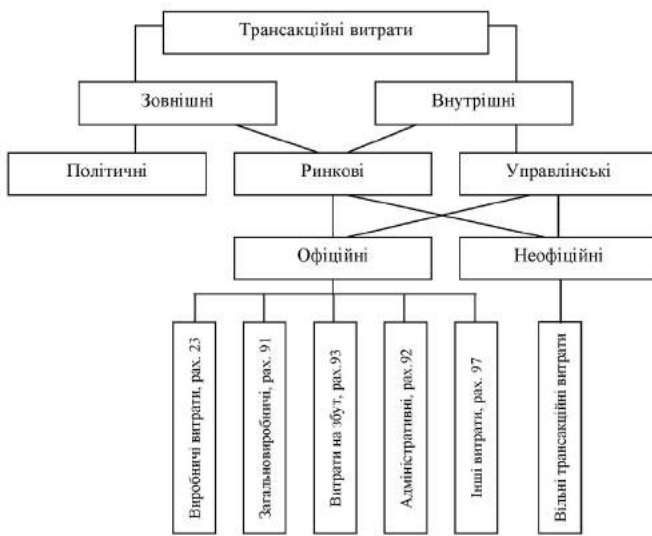 Трансакційні витрати
Зовнішні
Внутрішні
Політичні
Ринкові
Управлінські
Офіційні
Неофіційні
Виробничі витрати, рах. 23
Загальновиробничі, рах. 91
Витрати на збут, рах.93
Адміністративні, рах.92
Інші витрати, рах. 97
Вільні трансакційні витрати